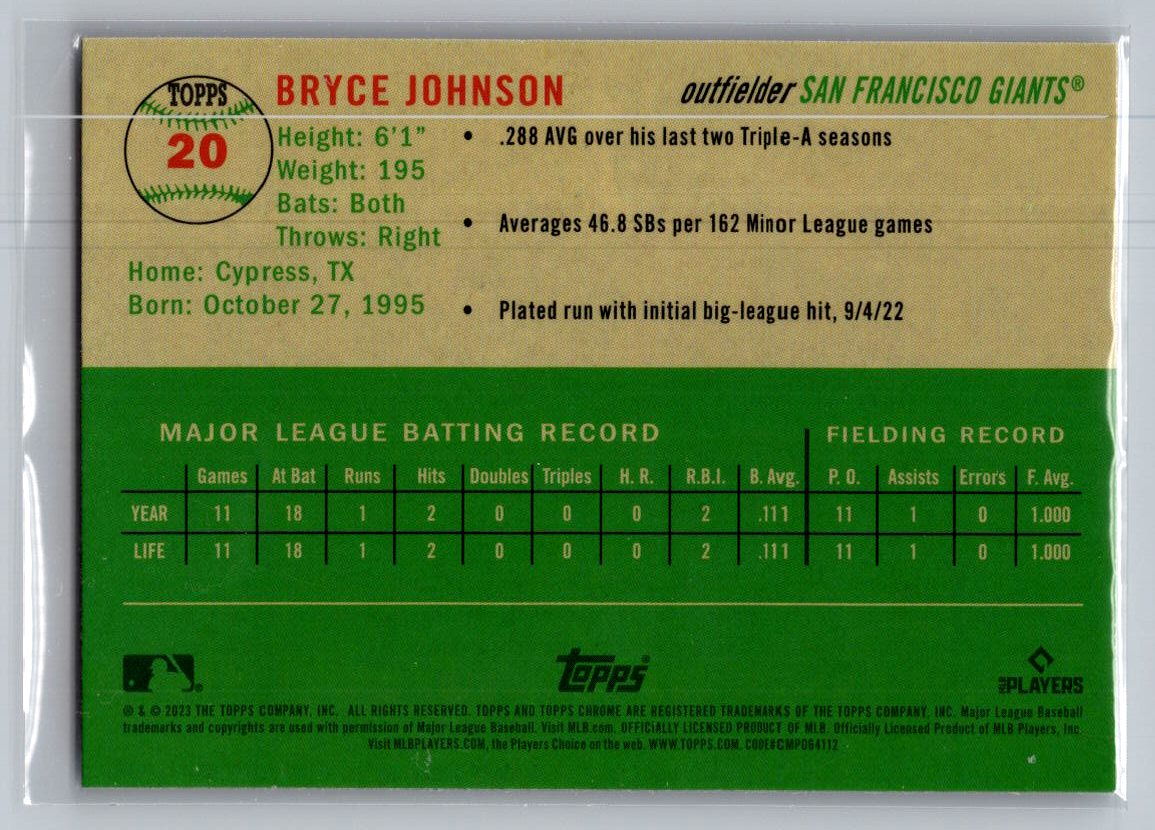 TOPPS
20
BRYCE JOHNSON
outfielder SAN FRANCISCO GIANTS®
Height: 6'1"
Weight: 195
Bats: Both
Throws: Right
Home: Cypress, TX
Born: October 27, 1995
• .288 AVG over his last two Triple-A seasons
• Averages 46.8 SBs per 162 Minor League games
• Plated run with initial big-league hit, 9/4/22
MAJOR LEAGUE BATTING RECORD FIELDING RECORD
Games At Bat Runs Hits Doubles Triples H. R. R.B.I. B. Avg. P. O. Assists Errors F. Avg.
YEAR 11 18 1 2 0 0 0 2 .111 11 1 0 1.000
LIFE 11 18 1 2 0 0 0 2 .111 11 1 0 1.000
Topps®
MLB PLAYERS
® & © 2023 THE TOPPS COMPANY, INC. ALL RIGHTS RESERVED. TOPPS AND TOPPS CHROME ARE REGISTERED TRADEMARKS OF THE TOPPS COMPANY, INC. Major League Baseball
trademarks and copyrights are used with permission of Major League Baseball. Visit MLB.com. OFFICIALLY LICENSED PRODUCT OF MLB. Officially Licensed Product of MLB Players, Inc.
Visit MLBPLAYERS.COM, the Players Choice on the web. WWW.TOPPS.COM. CODE#CMP064112